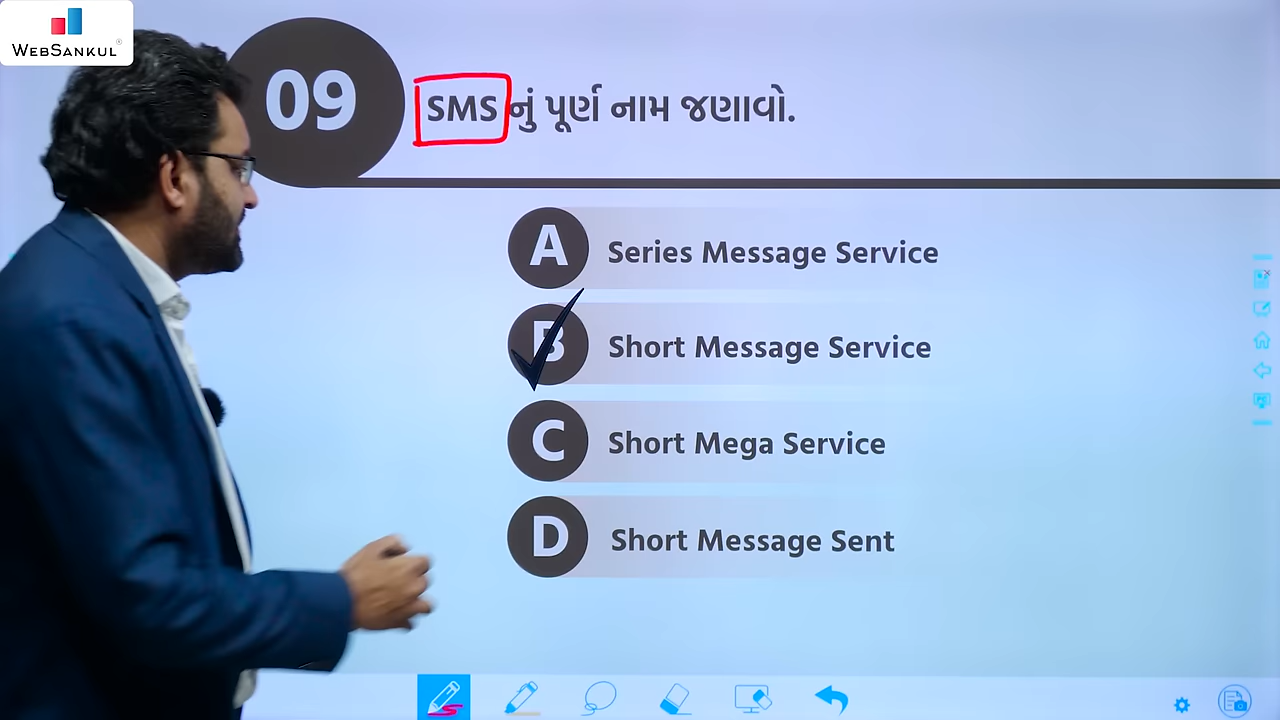 WEBSANKUL
09
SMS નું પૂર્ણ નામ જણાવો.
A Series Message Service
B Short Message Service
C Short Mega Service
D Short Message Sent